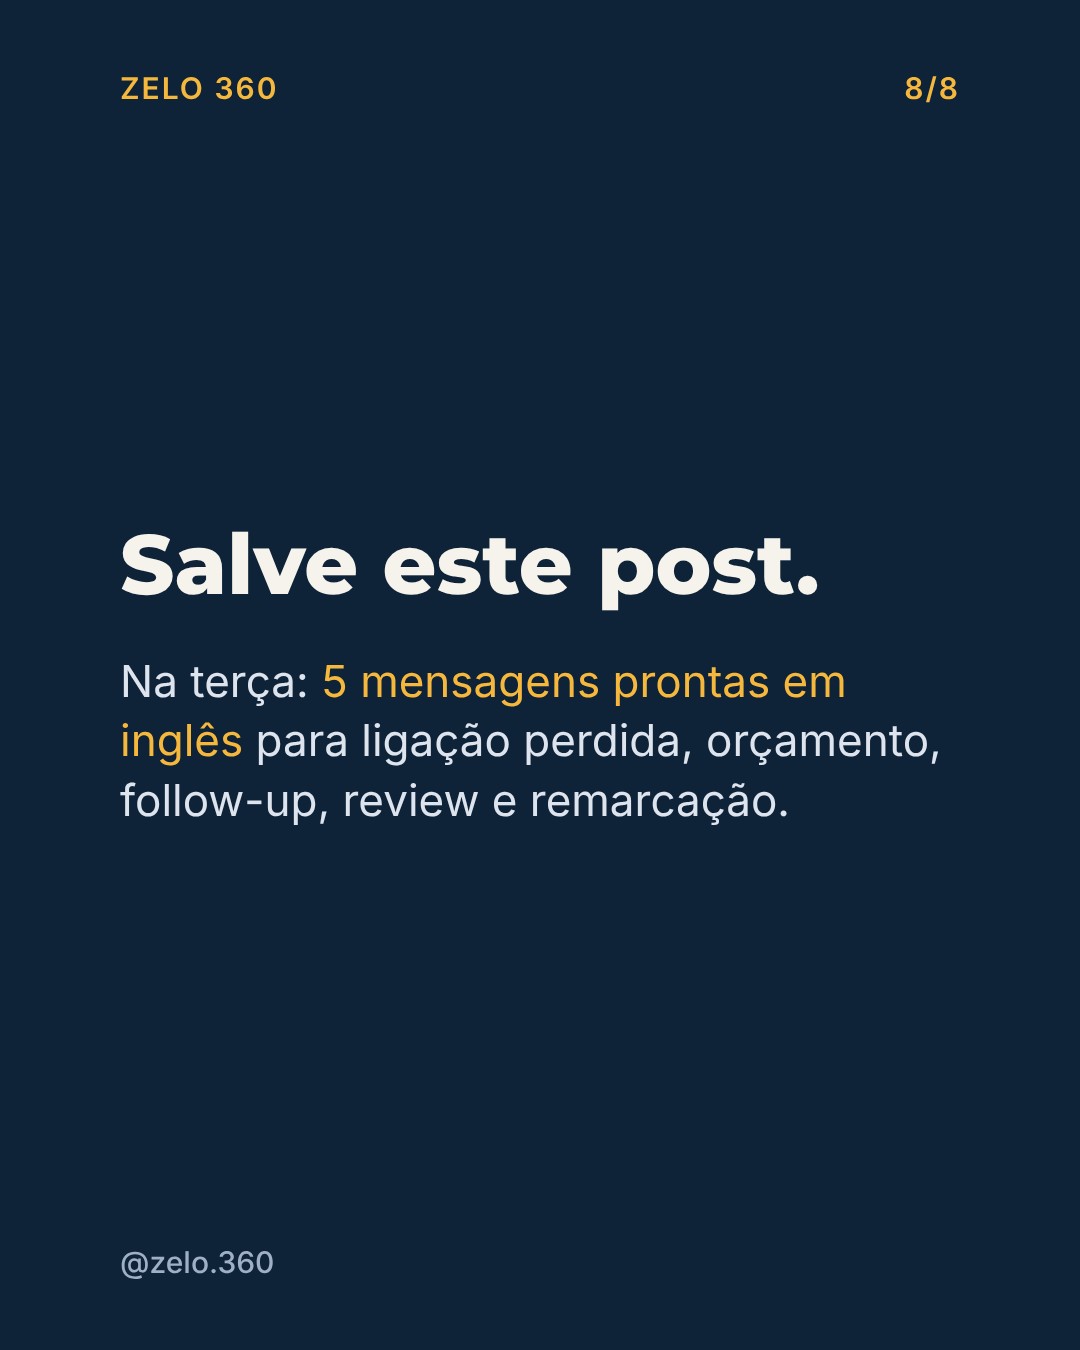 ZELO 360
8/8
Salve este post.
Na terça: 5 mensagens prontas em
inglês para ligação perdida, orçamento,
follow-up, review e remarcação.
@zelo.360